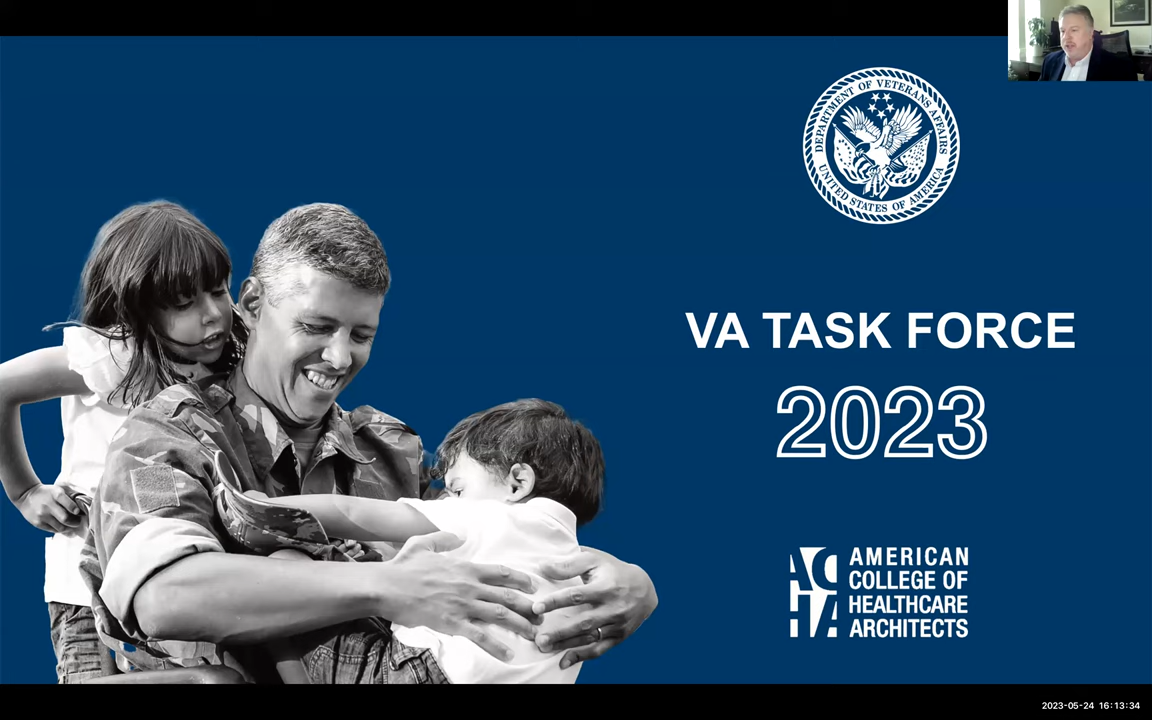 DEPARTMENT OF VETERANS AFFAIRS
UNITED STATES OF AMERICA
VA TASK FORCE
2023
ACHA
AMERICAN
COLLEGE OF
HEALTHCARE
ARCHITECTS
2023-05-24 16:13:34